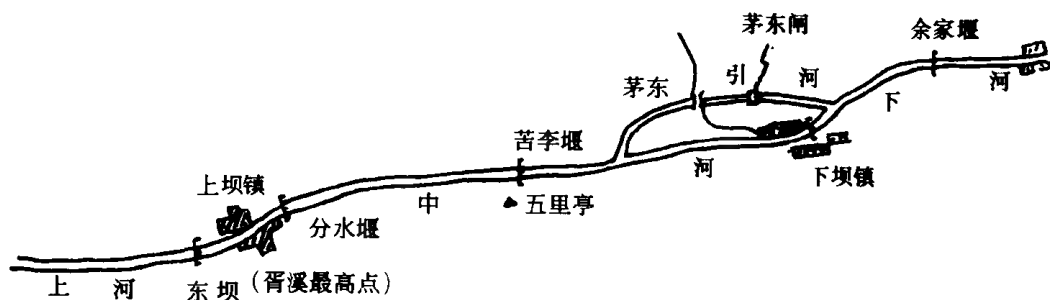 茅东闸
余家堰
茅东 引 河
下 河
苦李堰
河
下坝镇
上坝镇
中
五里亭
分水堰
上 河
东坝
(胥溪最高点)